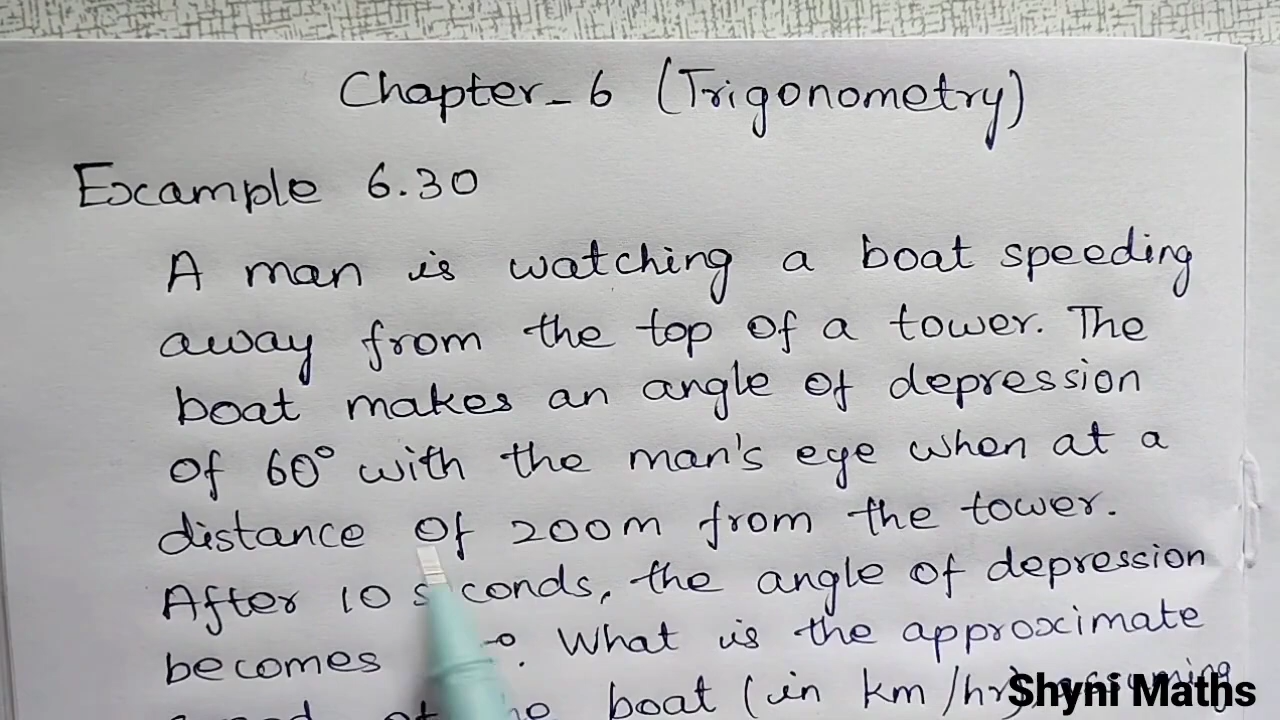 Chapter-6 (Trigonometry)
Example 6.30
A man is watching a boat speeding
away from the top of a tower. The
boat makes an angle of depression
of 60° with the man's eye when at a
distance of 200m from the tower.
After 10 seconds, the angle of depression
becomes What is the approximate
boat (in km/hr)
Shyni Maths